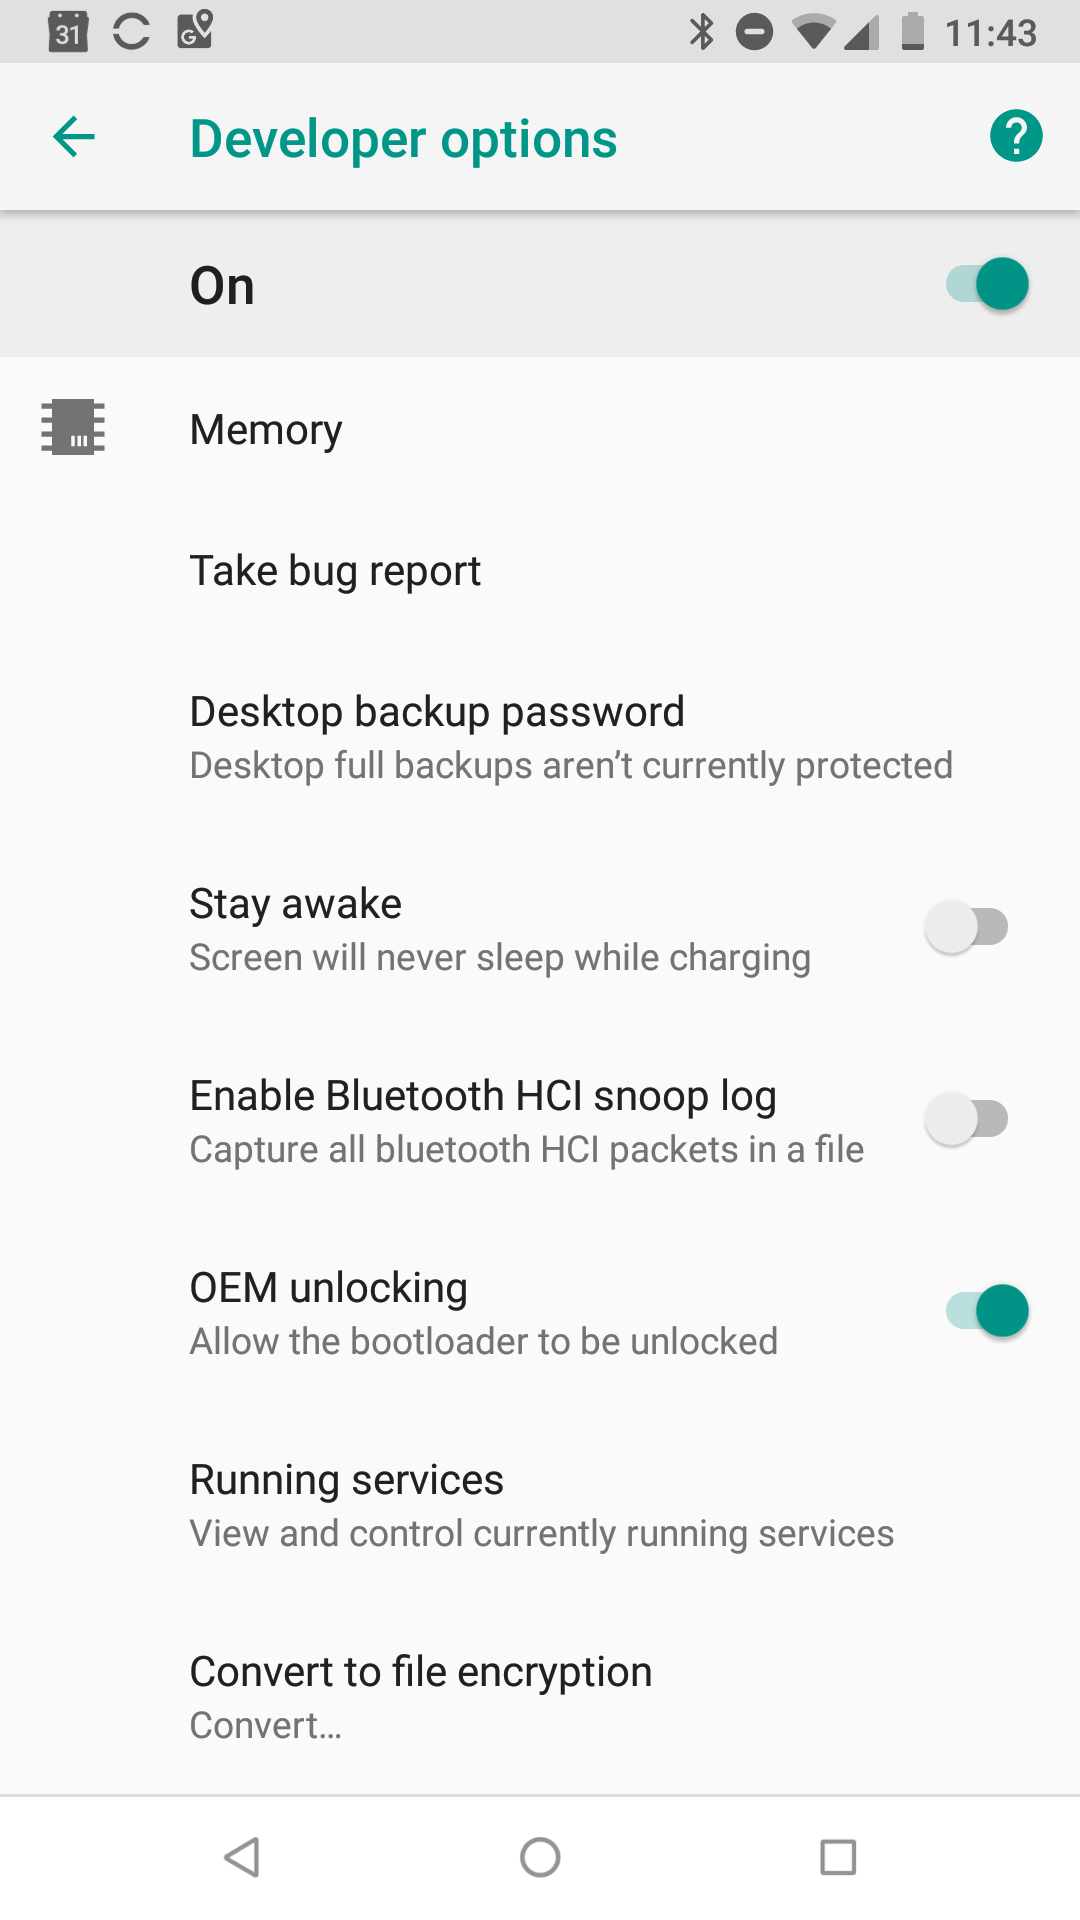 31
G
11:43
Developer options
?
On
Memory
Take bug report
Desktop backup password
Desktop full backups aren’t currently protected
Stay awake
Screen will never sleep while charging
Enable Bluetooth HCI snoop log
Capture all bluetooth HCI packets in a file
OEM unlocking
Allow the bootloader to be unlocked
Running services
View and control currently running services
Convert to file encryption
Convert…